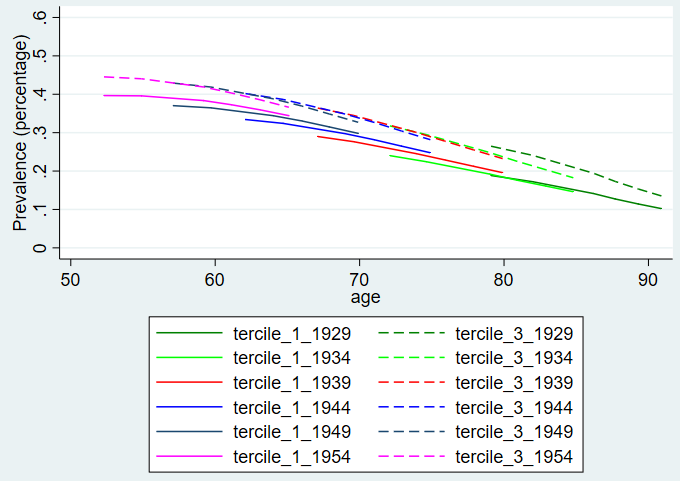 .6
.5
.4
.3
.2
.1
0
Prevalence (percentage)
50 60 70 80 90
age
tercile_1_1929 tercile_3_1929
tercile_1_1934 tercile_3_1934
tercile_1_1939 tercile_3_1939
tercile_1_1944 tercile_3_1944
tercile_1_1949 tercile_3_1949
tercile_1_1954 tercile_3_1954